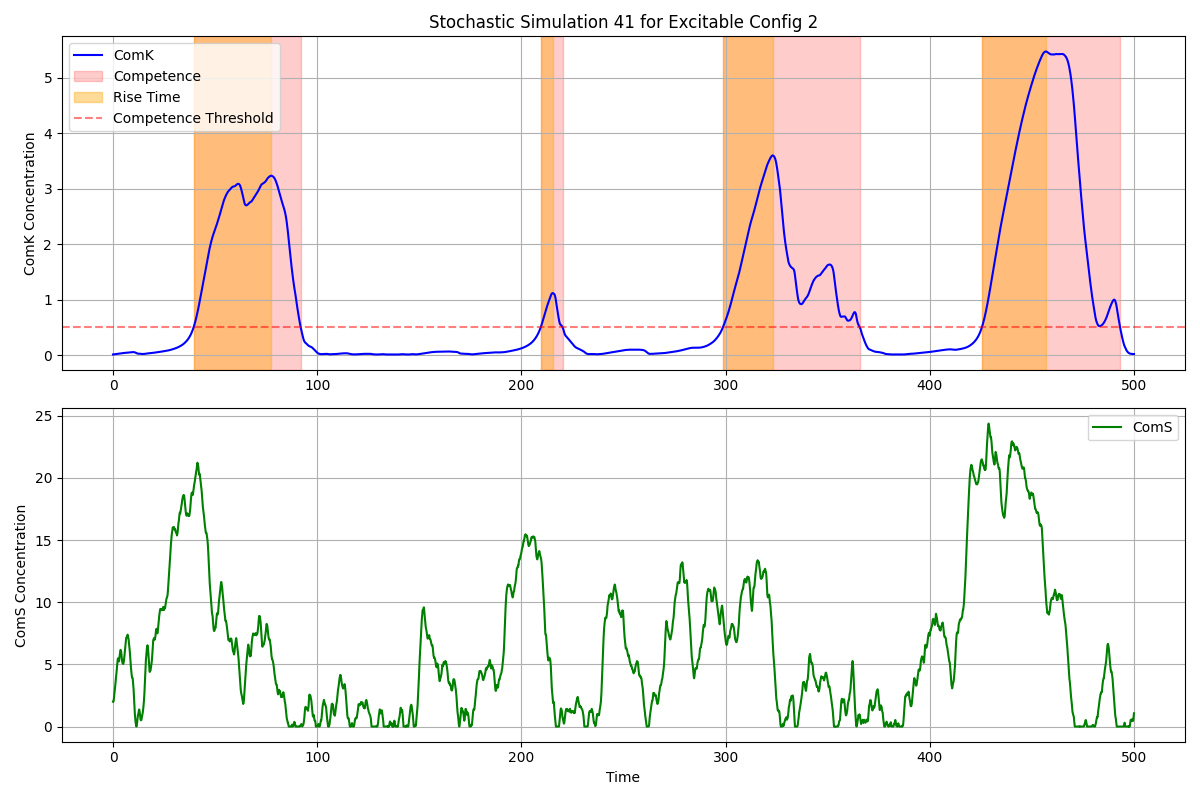 Stochastic Simulation 41 for Excitable Config 2
ComK
Competence
Rise Time
Competence Threshold
ComK Concentration
5
4
3
2
1
0
0 100 200 300 400 500
ComS
ComS Concentration
25
20
15
10
5
0
0 100 200 300 400 500
Time